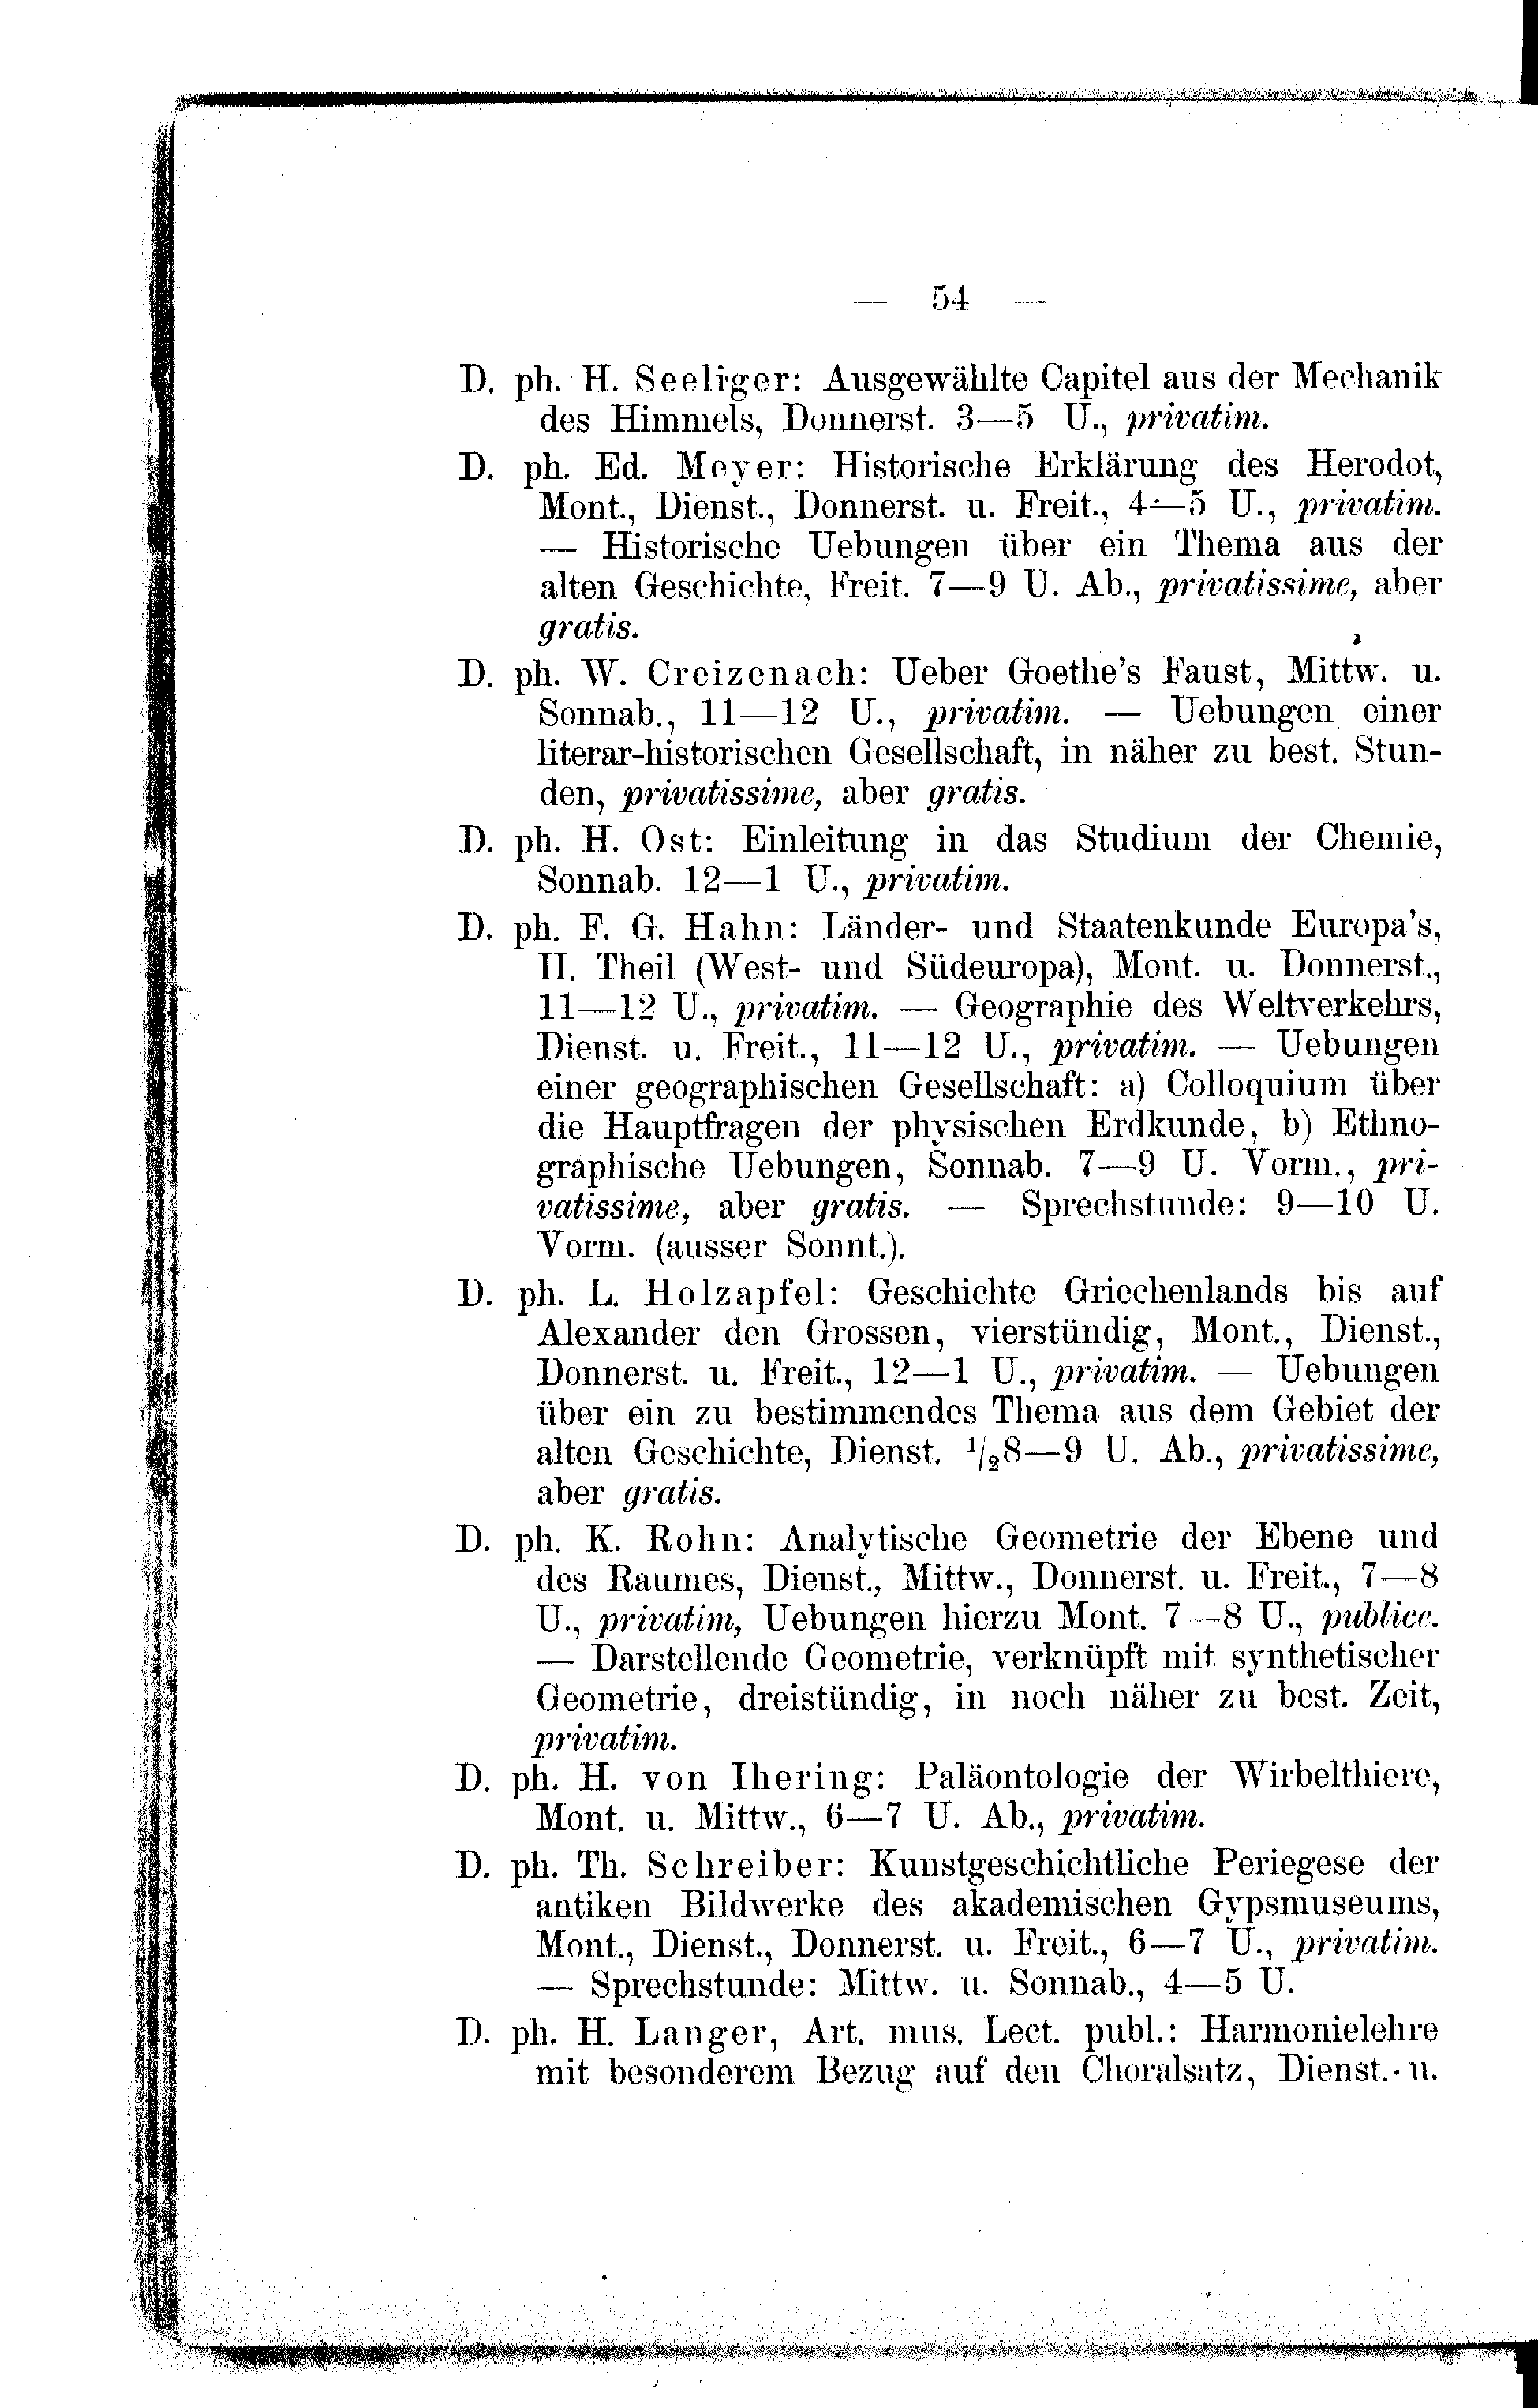 — 54 —
D. ph. H. Seeliger: Ausgewählte Capitel aus der Mechanik
des Himmels, Donnerst. 3—5 U., privatim.
D. ph. Ed. Meyer: Historische Erklärung des Herodot,
Mont., Dienst., Donnerst. u. Freit., 4—5 U., privatim.
— Historische Uebungen über ein Thema aus der
alten Geschichte, Freit. 7—9 U. Ab., privatissime, aber
gratis.
D. ph. W. Creizenach: Ueber Goethe's Faust, Mittw. u.
Sonnab., 11—12 U., privatim. — Uebungen einer
literar-historischen Gesellschaft, in näher zu best. Stun-
den, privatissime, aber gratis.
D. ph. H. Ost: Einleitung in das Studium der Chemie,
Sonnab. 12—1 U., privatim.
D. ph. F. G. Hahn: Länder- und Staatenkunde Europa's,
II. Theil (West- und Südeuropa), Mont. u. Donnerst.,
11—12 U., privatim. — Geographie des Weltverkehrs,
Dienst. u. Freit., 11—12 U., privatim. — Uebungen
einer geographischen Gesellschaft: a) Colloquium über
die Hauptfragen der physischen Erdkunde, b) Ethno-
graphische Uebungen, Sonnab. 7—9 U. Vorm., pri-
vatissime, aber gratis. — Sprechstunde: 9—10 U.
Vorm. (ausser Sonnt.).
D. ph. L. Holzapfel: Geschichte Griechenlands bis auf
Alexander den Grossen, vierstündig, Mont., Dienst.,
Donnerst. u. Freit., 12—1 U., privatim. — Uebungen
über ein zu bestimmendes Thema aus dem Gebiet der
alten Geschichte, Dienst. 1/28—9 U. Ab., privatissime,
aber gratis.
D. ph. K. Rohn: Analytische Geometrie der Ebene und
des Raumes, Dienst., Mittw., Donnerst. u. Freit., 7—8
U., privatim, Uebungen hierzu Mont. 7—8 U., publice.
— Darstellende Geometrie, verknüpft mit synthetischer
Geometrie, dreistündig, in noch näher zu best. Zeit,
privatim.
D. ph. H. von Ihering: Paläontologie der Wirbelthiere,
Mont. u. Mittw., 6—7 U. Ab., privatim.
D. ph. Th. Schreiber: Kunstgeschichtliche Periegese der
antiken Bildwerke des akademischen Gypsmuseums,
Mont., Dienst., Donnerst. u. Freit., 6—7 U., privatim.
— Sprechstunde: Mittw. u. Sonnab., 4—5 U.
D. ph. H. Langer, Art. mus. Lect. publ.: Harmonielehre
mit besonderem Bezug auf den Choralsatz, Dienst. u.